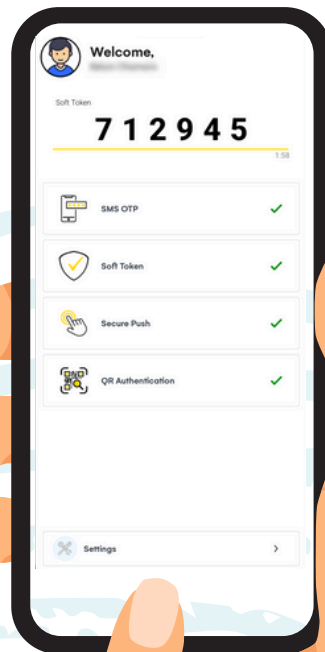 Welcome,
Soft Token
712945
1:58
SMS OTP
Soft Token
Secure Push
QR Authentication
Settings